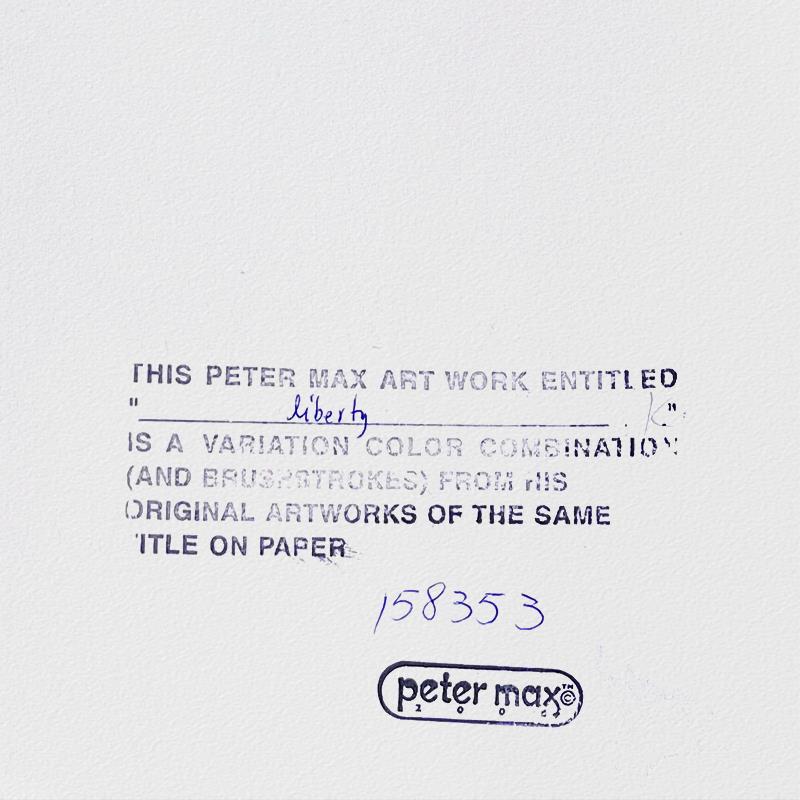 THIS PETER MAX ART WORK ENTITLED
" liberty K"
IS A VARIATION COLOR COMBINATION
(AND BRUSHSTROKES) FROM HIS
ORIGINAL ARTWORKS OF THE SAME
TITLE ON PAPER
158353
peter max™©